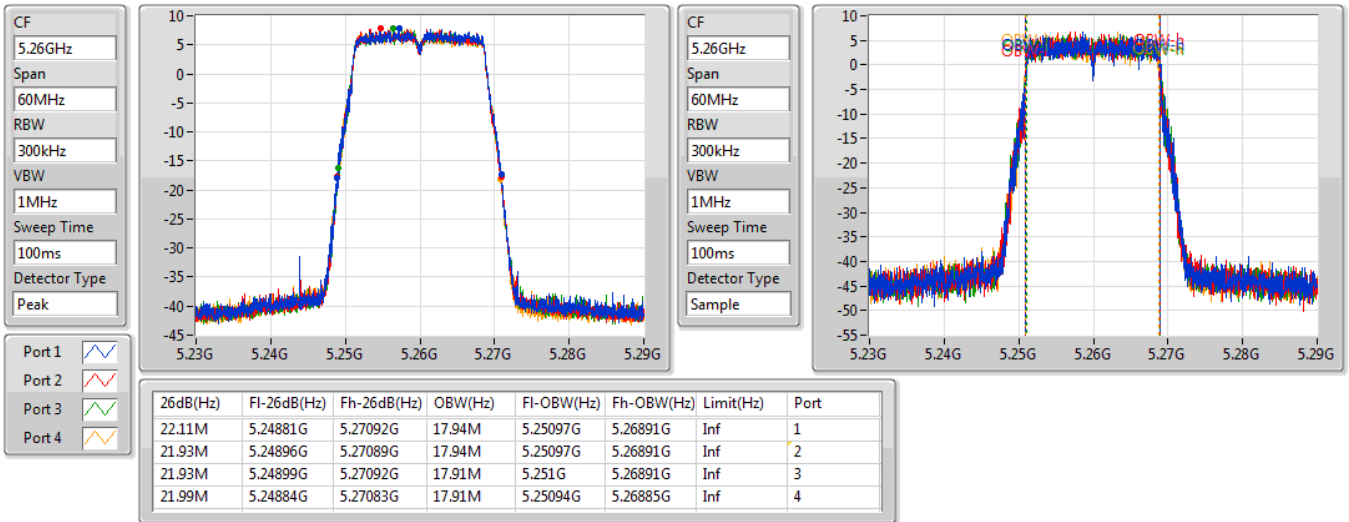 CF
5.26GHz
Span
60MHz
RBW
300kHz
VBW
1MHz
Sweep Time
100ms
Detector Type
Peak
10
5
0
-5
-10
-15
-20
-25
-30
-35
-40
-45
5.23G 5.24G 5.25G 5.26G 5.27G 5.28G 5.29G
CF
5.26GHz
Span
60MHz
RBW
300kHz
VBW
1MHz
Sweep Time
100ms
Detector Type
Sample
10
5
0
-5
-10
-15
-20
-25
-30
-35
-40
-45
-50
-55
5.23G 5.24G 5.25G 5.26G 5.27G 5.28G 5.29G
Port 1
Port 2
Port 3
Port 4
26dB(Hz) Fl-26dB(Hz) Fh-26dB(Hz) OBW(Hz) Fl-OBW(Hz) Fh-OBW(Hz) Limit(Hz) Port
22.11M 5.24881G 5.27092G 17.94M 5.25097G 5.26891G Inf 1
21.93M 5.24896G 5.27089G 17.94M 5.25097G 5.26891G Inf 2
21.93M 5.24899G 5.27092G 17.91M 5.251G 5.26891G Inf 3
21.99M 5.24884G 5.27083G 17.91M 5.25094G 5.26885G Inf 4